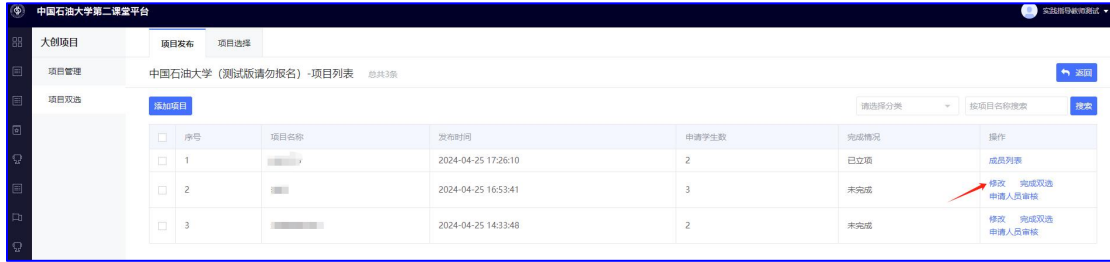 中国石油大学第二课堂平台 实践指导教师测试
大创项目 项目发布 项目选择
项目管理 中国石油大学（测试版请勿报名）-项目列表 总共3条 返回
项目双选 添加项目 请选择分类 按项目名称搜索 搜索
序号 项目名称 发布时间 申请学生数 完成情况 操作
1 2024-04-25 17:26:10 2 已立项 成员列表
2 2024-04-25 16:53:41 3 未完成 修改 完成双选
申请人员审核
3 2024-04-25 14:33:48 2 未完成 修改 完成双选
申请人员审核